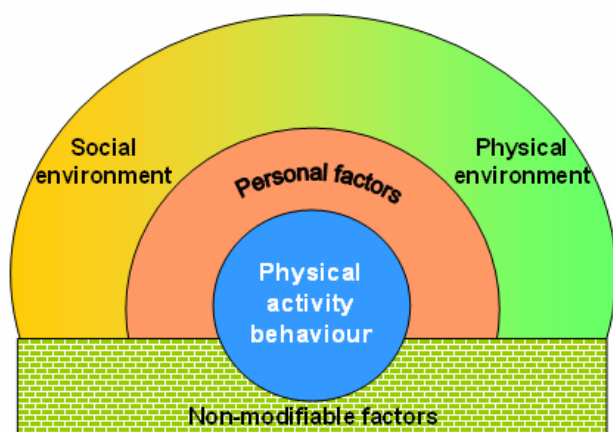 Social
environment
Physical
environment
Personal factors
Physical
activity
behaviour
Non-modifiable factors